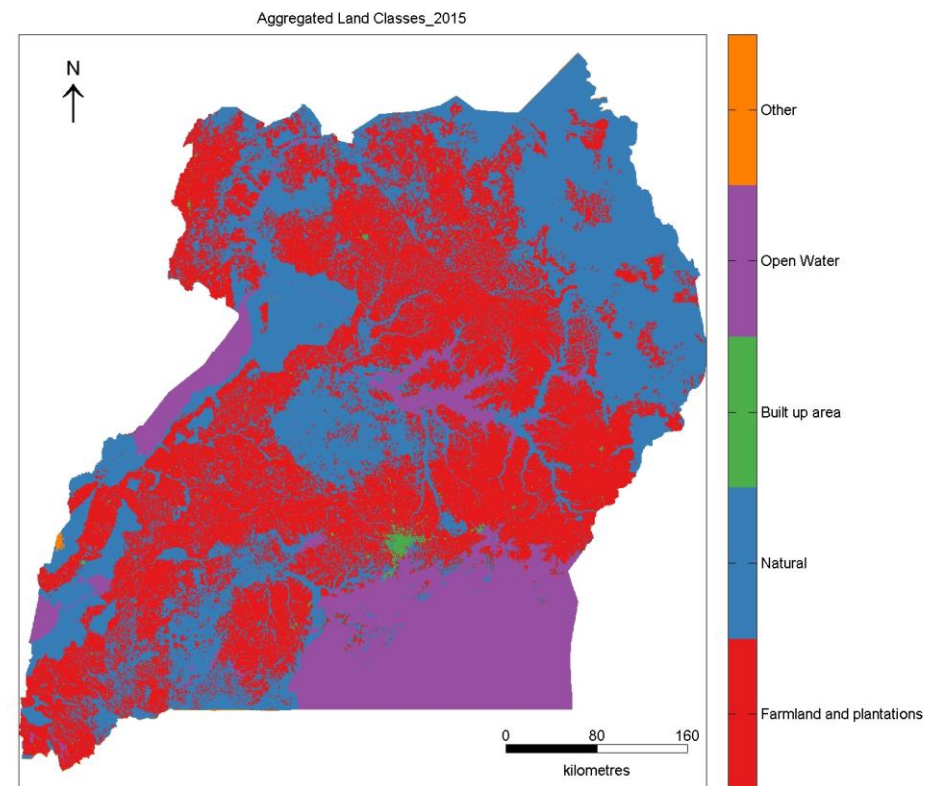 Aggregated Land Classes_2015
N
Other
Open Water
Built up area
Natural
Farmland and plantations
0 80 160
kilometres